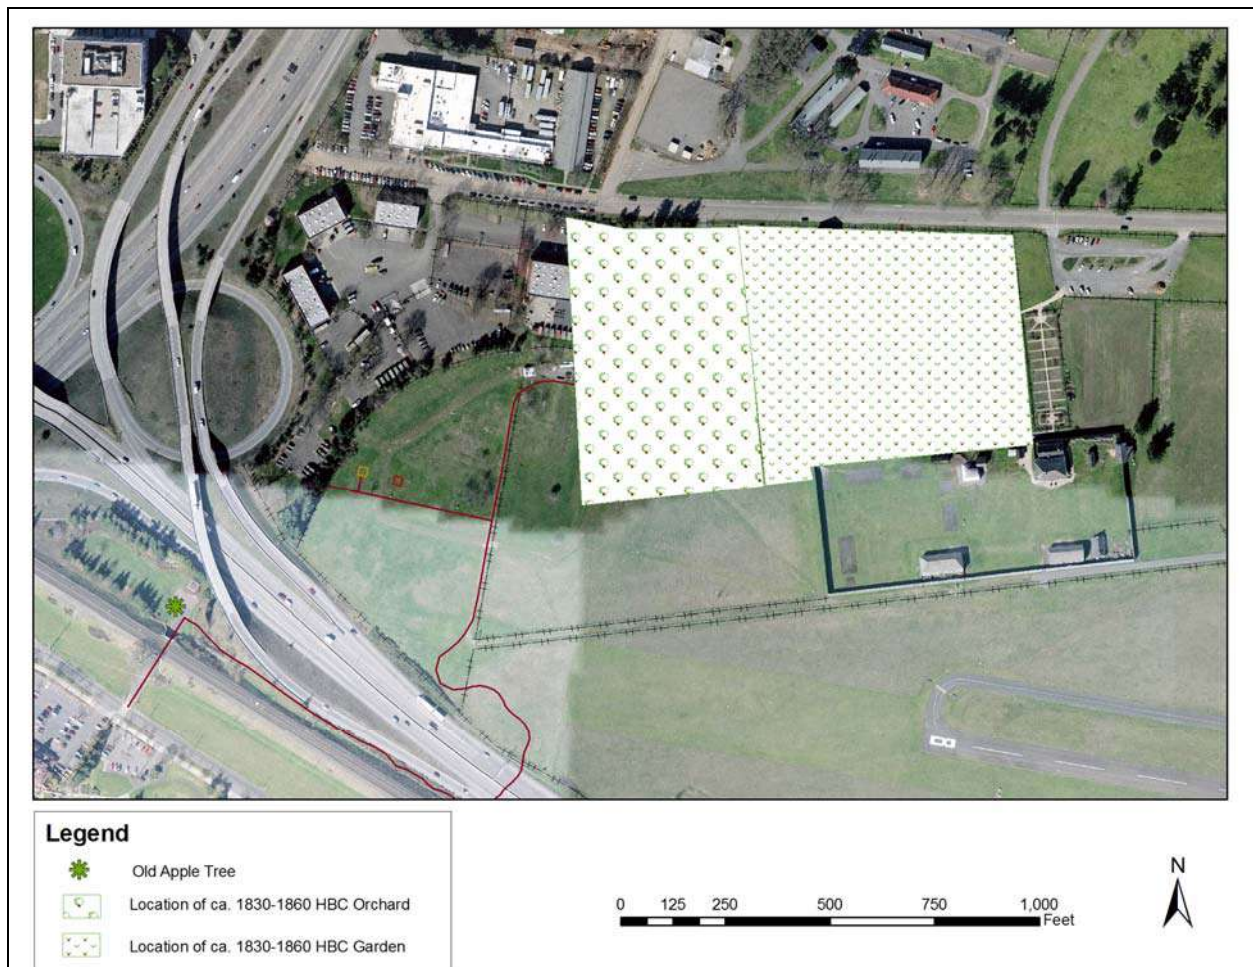 8
Legend
Old Apple Tree
Location of ca. 1830-1860 HBC Orchard
Location of ca. 1830-1860 HBC Garden
0 125 250 500 750 1,000
Feet
N